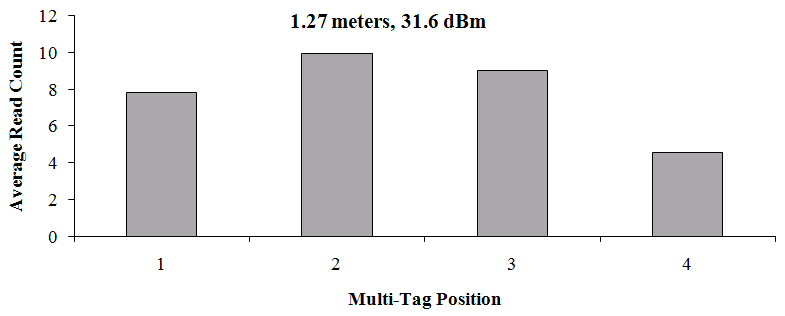 1.27 meters, 31.6 dBm
Average Read Count
12
10
8
6
4
2
0
1 2 3 4
Multi-Tag Position